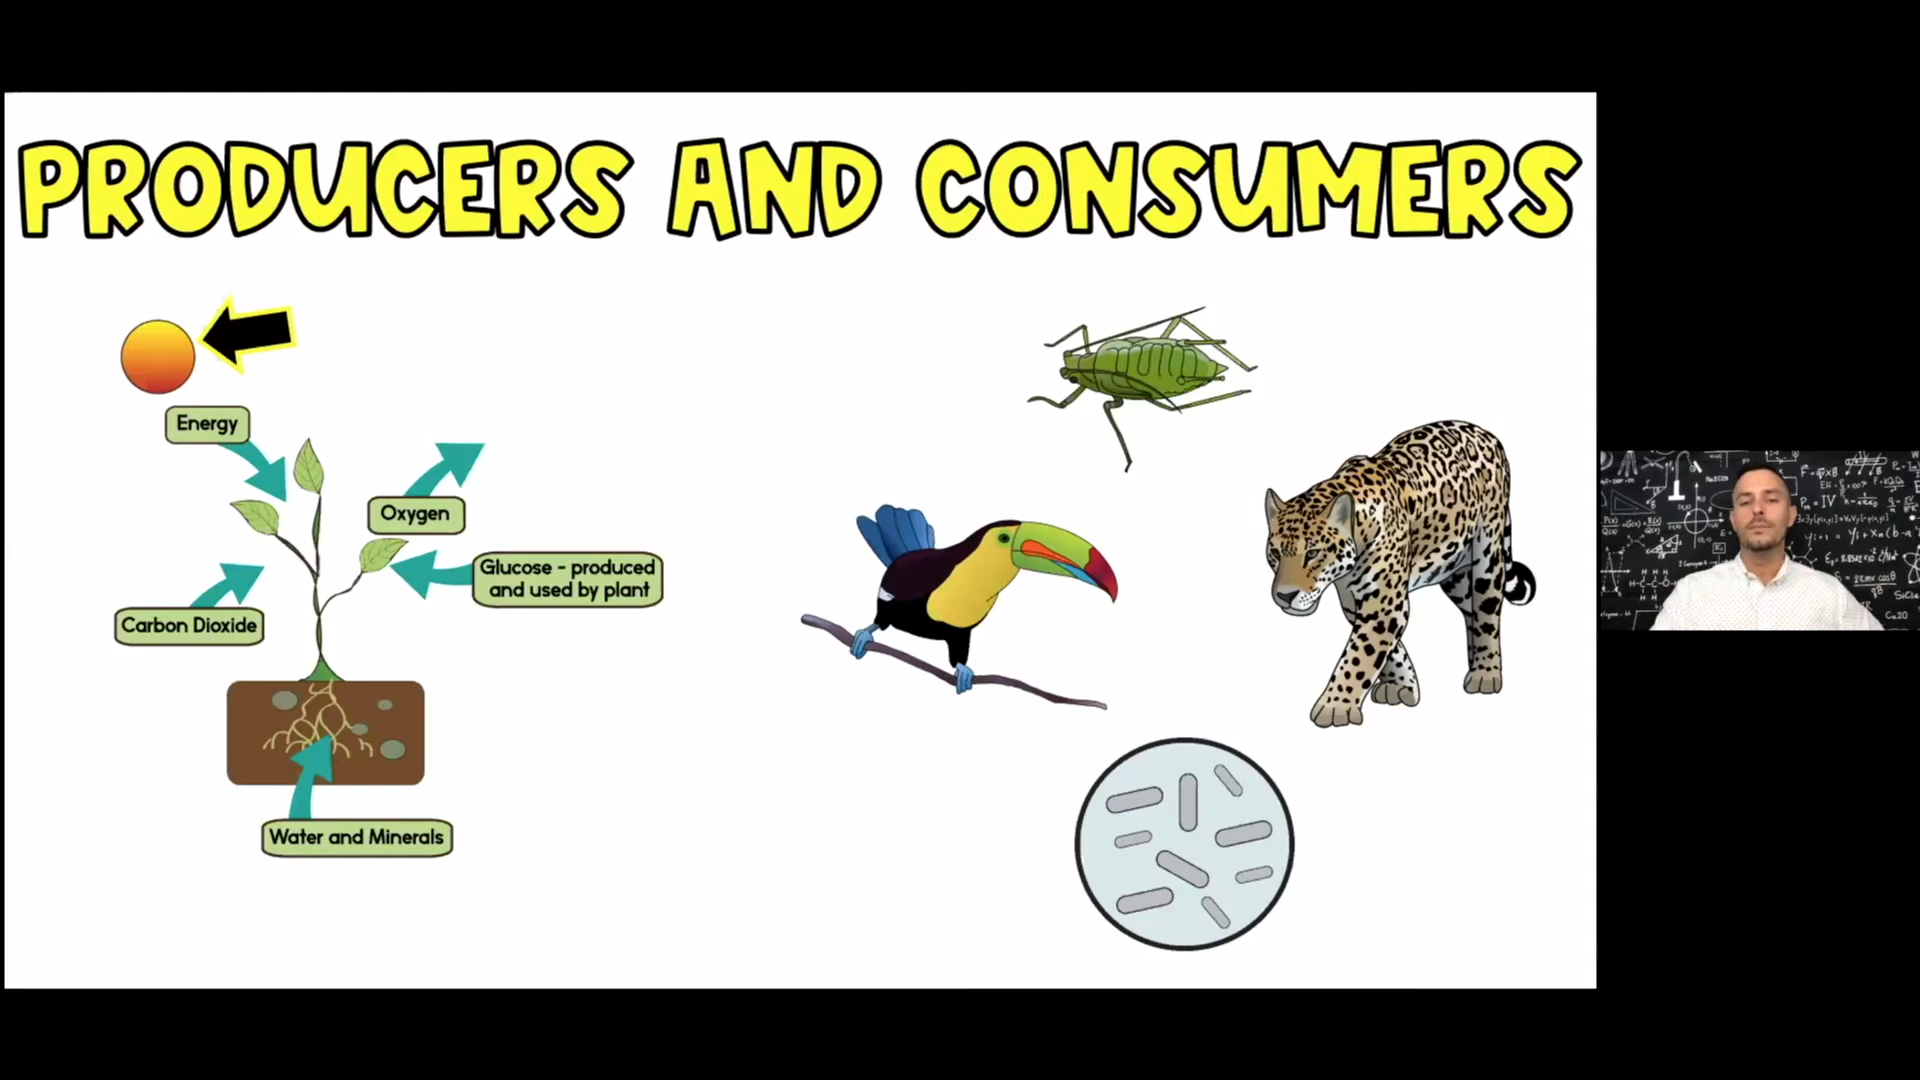 PRODUCERS AND CONSUMERS
Energy
Oxygen
Glucose - produced
and used by plant
Carbon Dioxide
Water and Minerals